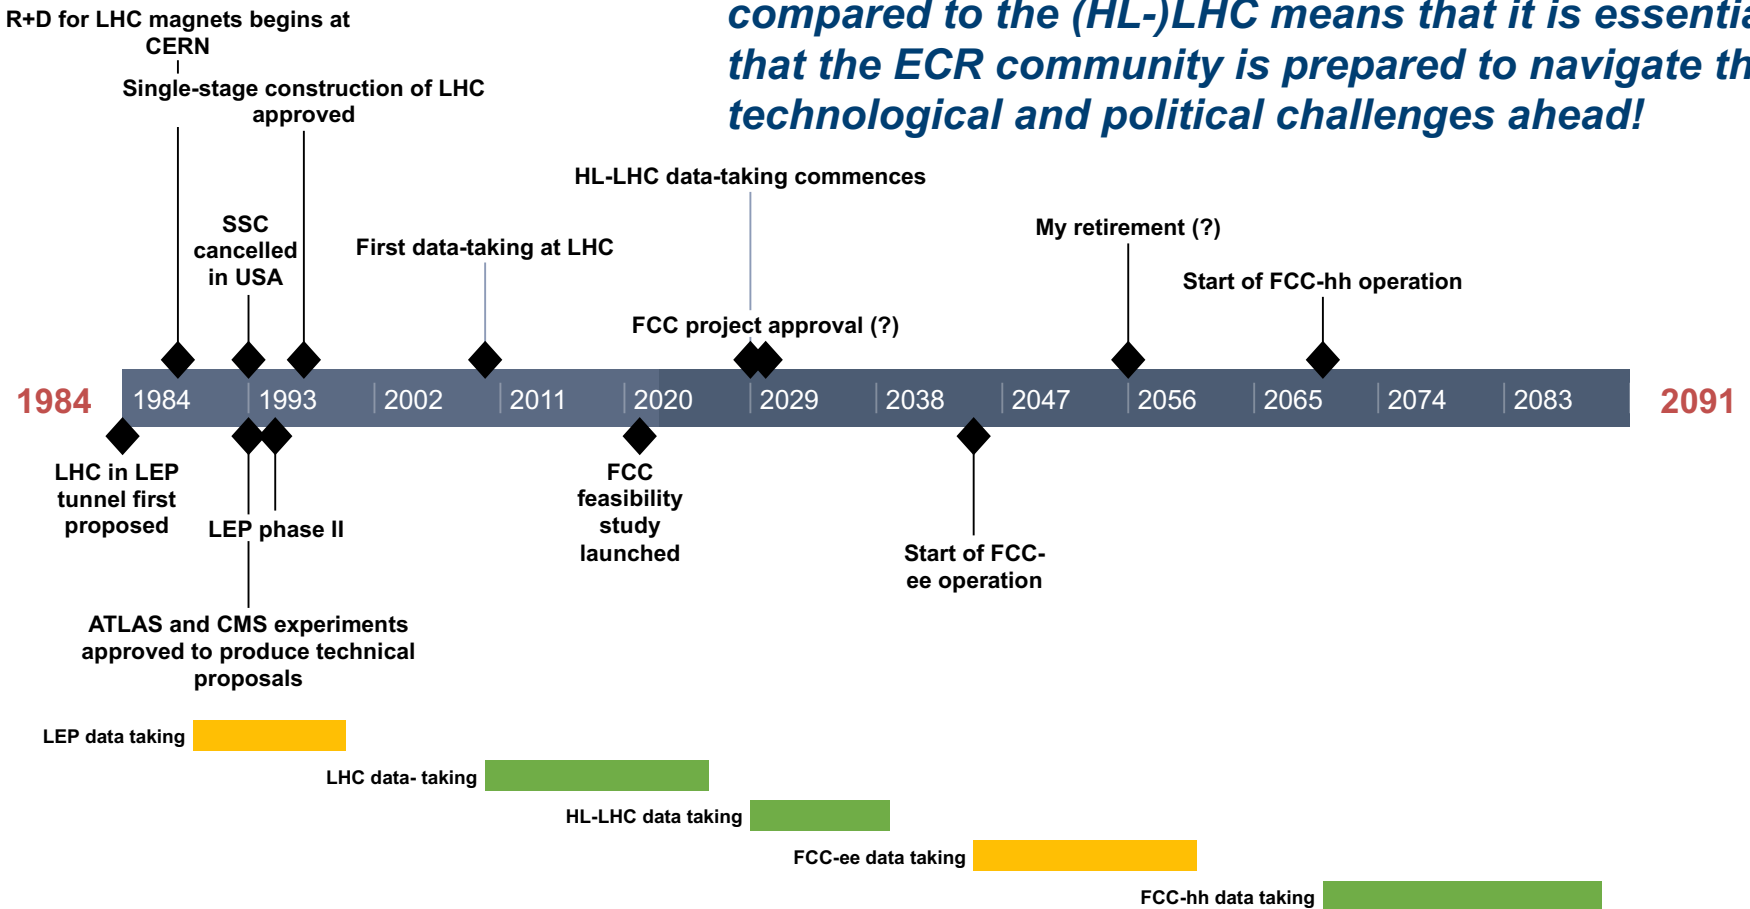 compared to the (HL-)LHC means that it is essentia
that the ECR community is prepared to navigate th
technological and political challenges ahead!
R+D for LHC magnets begins at
CERN
Single-stage construction of LHC
approved
HL-LHC data-taking commences
SSC
cancelled
in USA
First data-taking at LHC
My retirement (?)
Start of FCC-hh operation
FCC project approval (?)
1984
1984 1993 2002 2011 2020 2029 2038 2047 2056 2065 2074 2083
2091
LHC in LEP
tunnel first
proposed
LEP phase II
FCC
feasibility
study
launched
Start of FCC-
ee operation
ATLAS and CMS experiments
approved to produce technical
proposals
LEP data taking
LHC data- taking
HL-LHC data taking
FCC-ee data taking
FCC-hh data taking